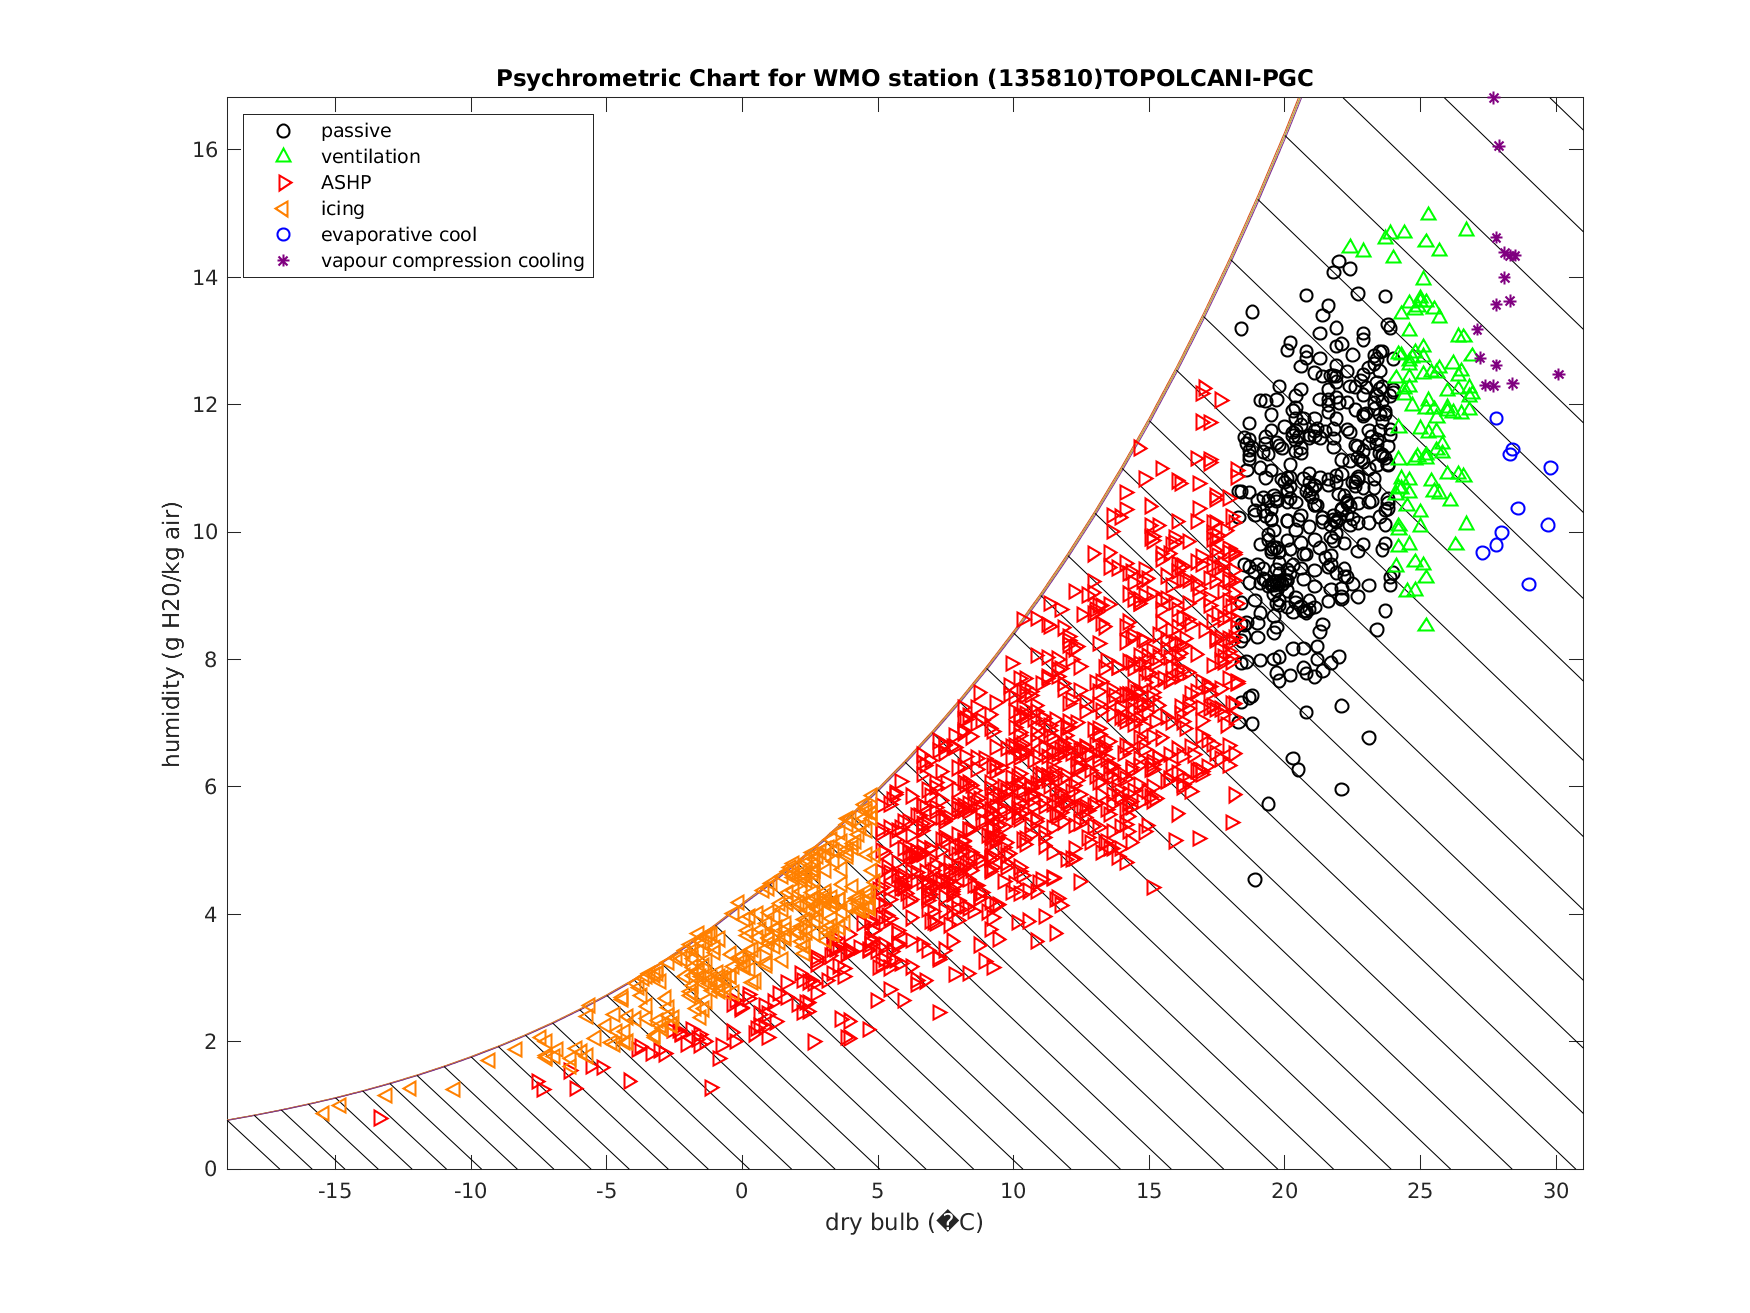 Psychrometric Chart for WMO station (135810)TOPOLCANI-PGC
passive
ventilation
ASHP
icing
evaporative cool
vapour compression cooling
16
14
12
10
8
6
4
2
0
humidity (g H20/kg air)
-15 -10 -5 0 5 10 15 20 25 30
dry bulb (�C)